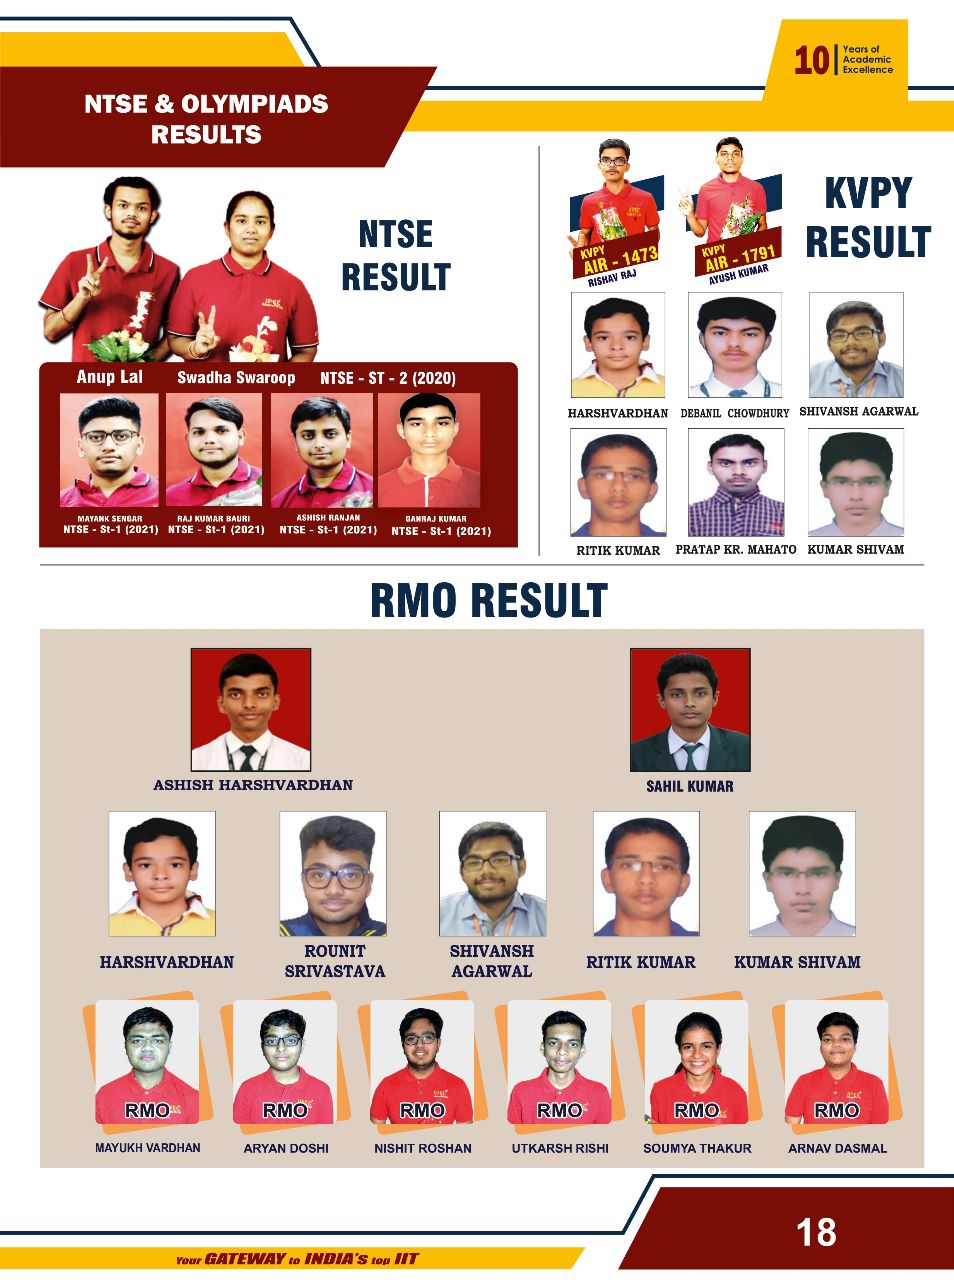 10
Years of
Academic
Excellence
NTSE & OLYMPIADS
RESULTS
NTSE
RESULT
Anup Lal
Swadha Swaroop
NTSE - ST - 2 (2020)
MAYANK SENGAR
NTSE - St-1 (2021)
RAJ KUMAR BAURI
NTSE - St-1 (2021)
ASHISH RANJAN
NTSE - St-1 (2021)
GANRAJ KUMAR
NTSE - St-1 (2021)
KVPY
RESULT
KVPY
AIR - 1473
RISHAV RAJ
KVPY
AIR - 1791
AYUSH KUMAR
HARSHVARDHAN
DEBANIL CHOWDHURY
SHIVANSH AGARWAL
RITIK KUMAR
PRATAP KR. MAHATO
KUMAR SHIVAM
RMO RESULT
ASHISH HARSHVARDHAN
SAHIL KUMAR
HARSHVARDHAN
ROUNIT
SRIVASTAVA
SHIVANSH
AGARWAL
RITIK KUMAR
KUMAR SHIVAM
RMO
RMO
RMO
RMO
RMO
RMO
MAYUKH VARDHAN
ARYAN DOSHI
NISHIT ROSHAN
UTKARSH RISHI
SOUMYA THAKUR
ARNAV DASMAL
18
Your GATEWAY to INDIA's top IIT